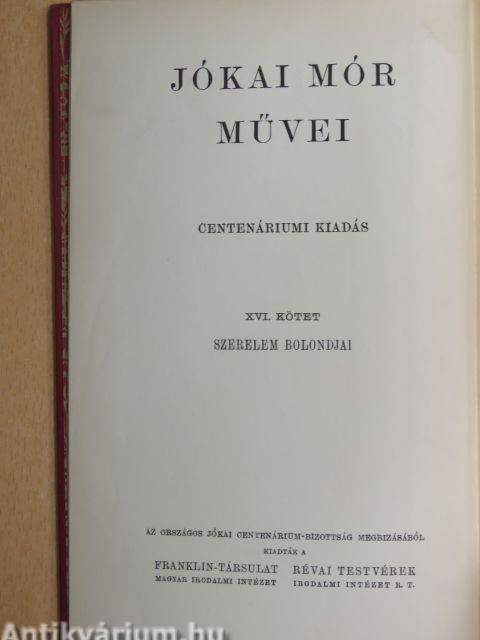 JÓKAI MÓR
MŰVEI
CENTENÁRIUMI KIADÁS
XVI. KÖTET
SZERELEM BOLONDJAI
AZ ORSZÁGOS JÓKAI CENTENÁRIUM-BIZOTTSÁG MEGBIZÁSÁBÓL
KIADTÁK A
FRANKLIN-TÁRSULAT RÉVAI TESTVÉREK
MAGYAR IRODALMI INTÉZET IRODALMI INTÉZET R. T.
Antikvárium.hu